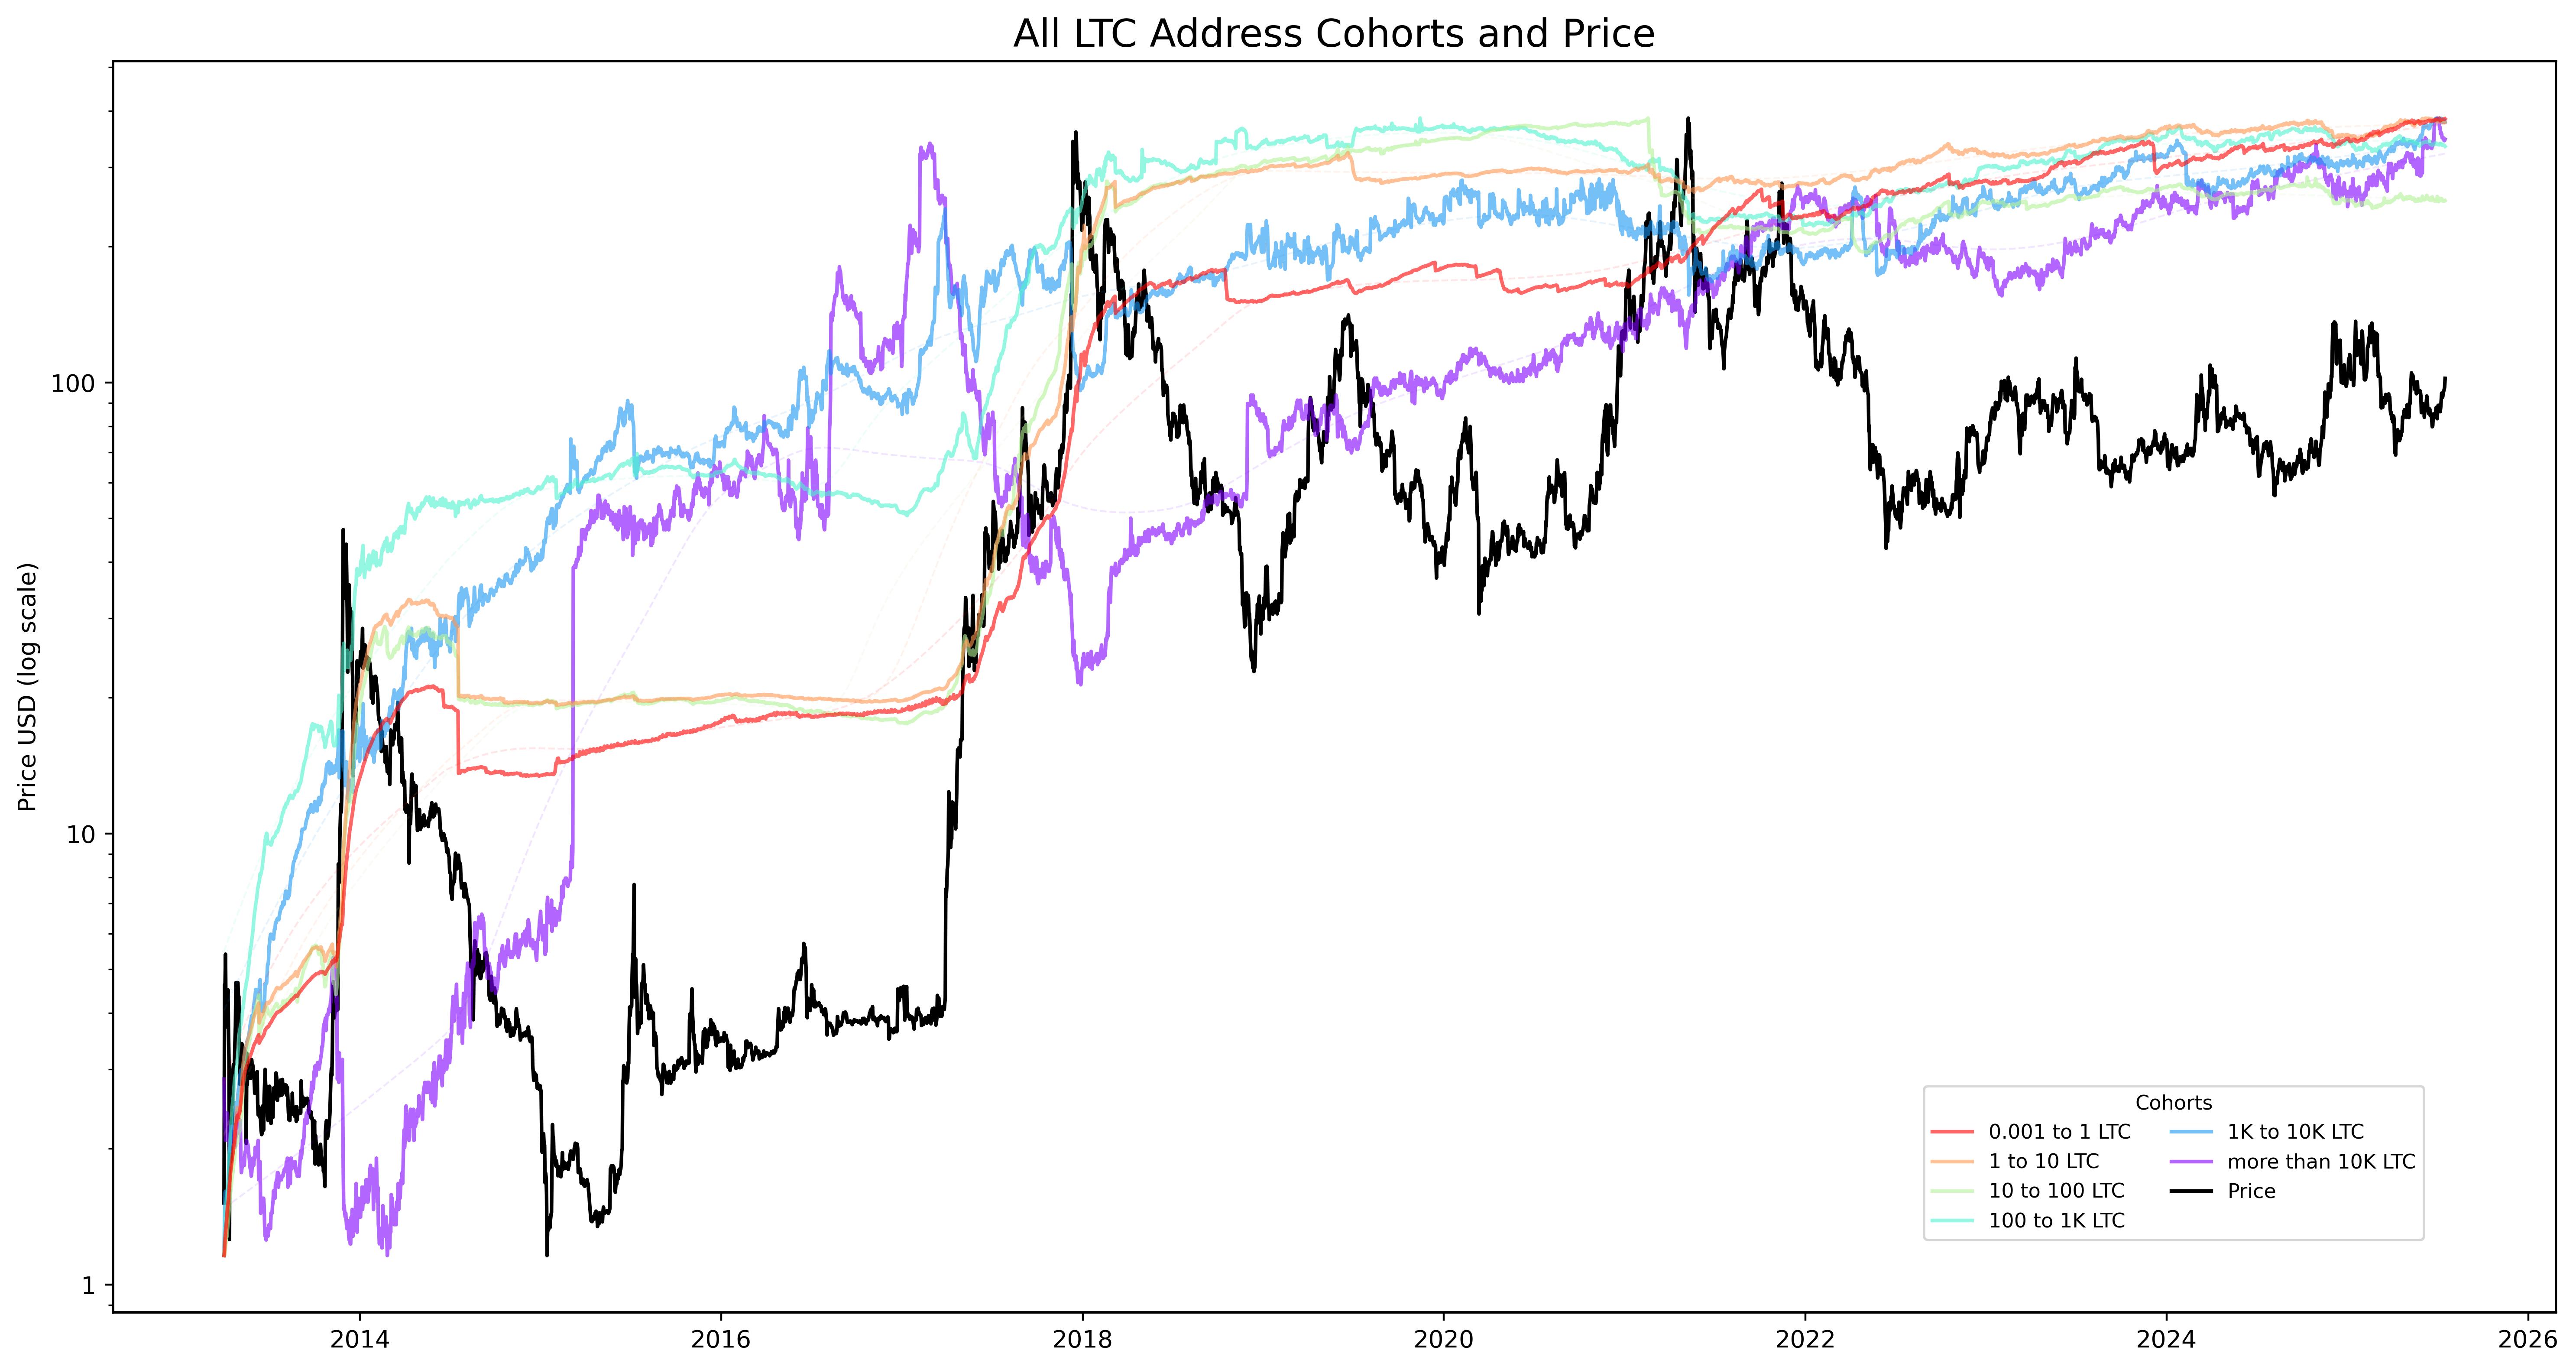 All LTC Address Cohorts and Price
Price USD (log scale)
100
10
1
2014 2016 2018 2020 2022 2024 2026
Cohorts
0.001 to 1 LTC
1 to 10 LTC
10 to 100 LTC
100 to 1K LTC
1K to 10K LTC
more than 10K LTC
Price